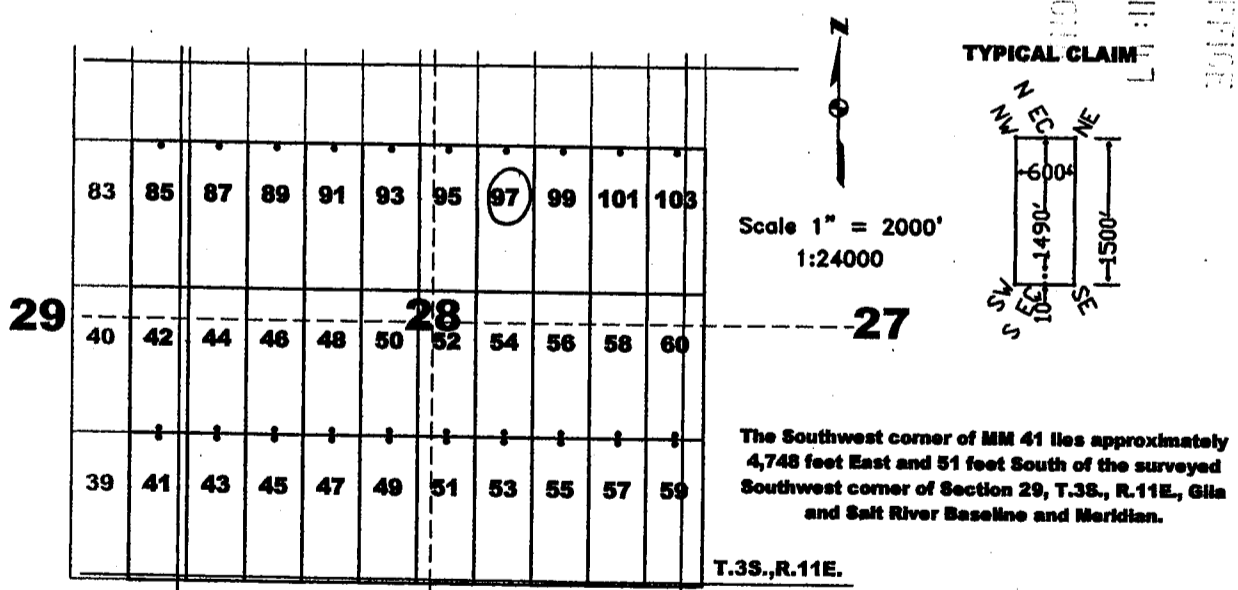 N
TYPICAL CLAIM
NW
N EC
NE
600'
1490'
1500'
10
SW
S EC
SE
Scale 1" = 2000'
1:24000
83 85 87 89 91 93 95 97 99 101 103
29
28
27
40 42 44 46 48 50 52 54 56 58 60
39 41 43 45 47 49 51 53 55 57 59
The Southwest corner of MM 41 lies approximately
4,748 feet East and 51 feet South of the surveyed
Southwest corner of Section 29, T.3S., R.11E., Gila
and Salt River Baseline and Meridian.
T.3S.,R.11E.